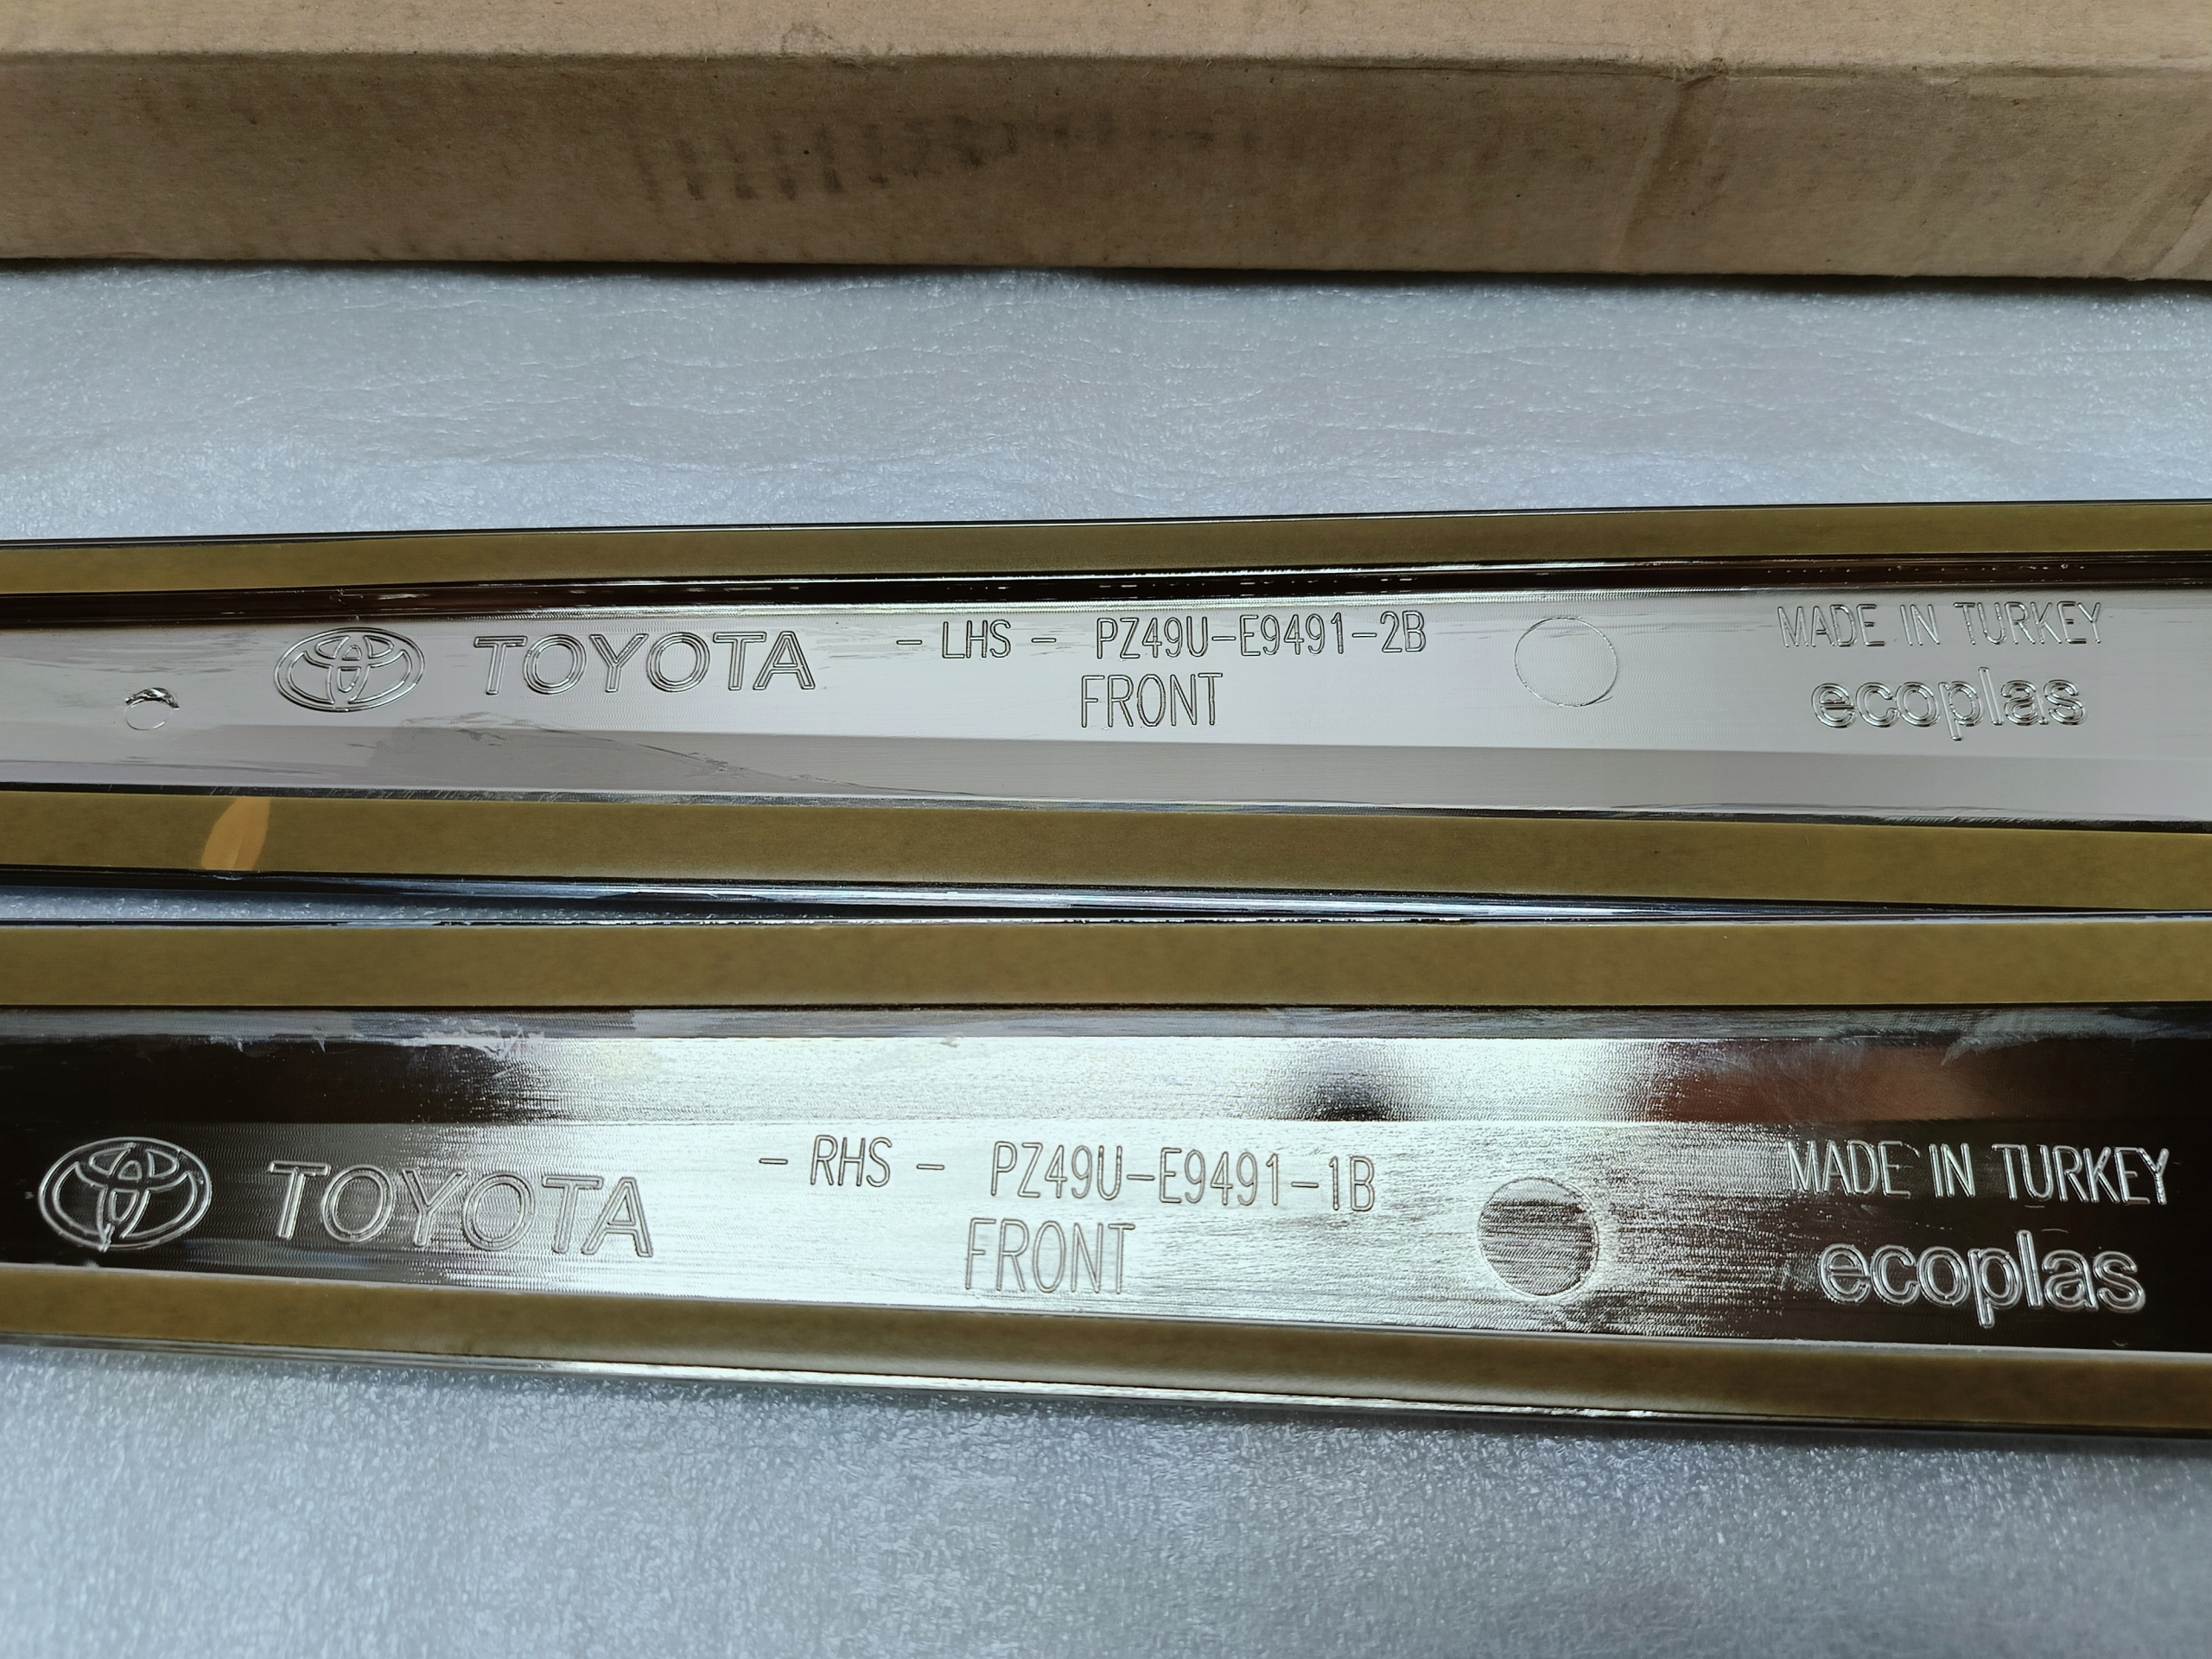 TOYOTA - LHS - PZ49U-E9491-2B MADE IN TURKEY
FRONT ecoplas
TOYOTA - RHS - PZ49U-E9491-1B MADE IN TURKEY
FRONT ecoplas